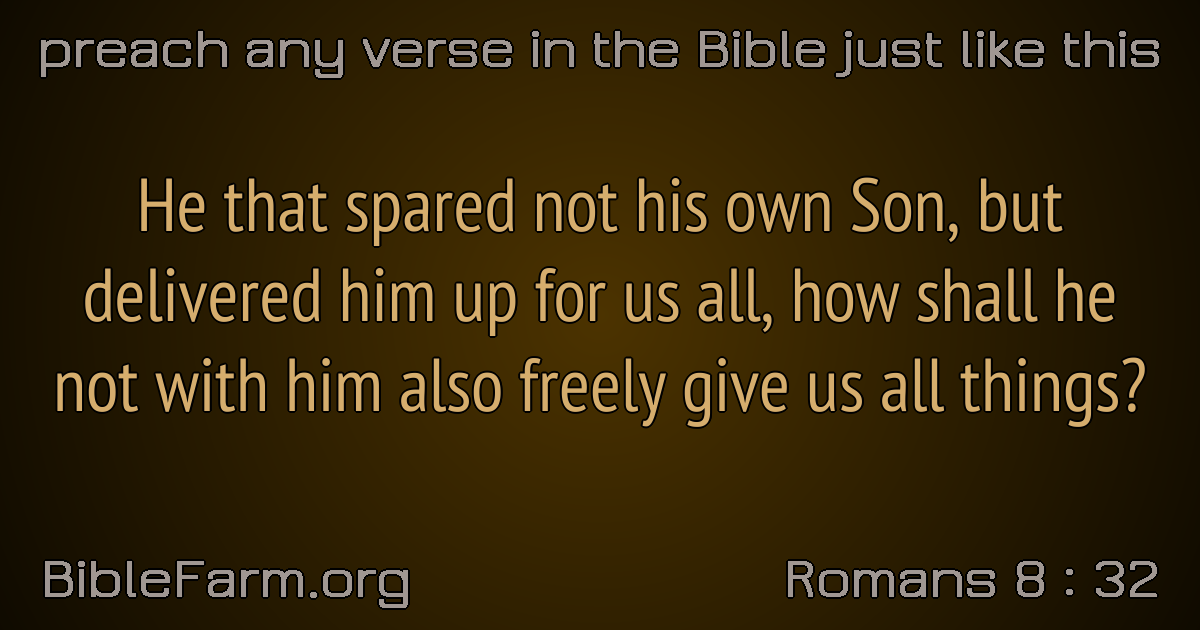 preach any verse in the Bible just like this
He that spared not his own Son, but
delivered him up for us all, how shall he
not with him also freely give us all things?
BibleFarm.org
Romans 8 : 32